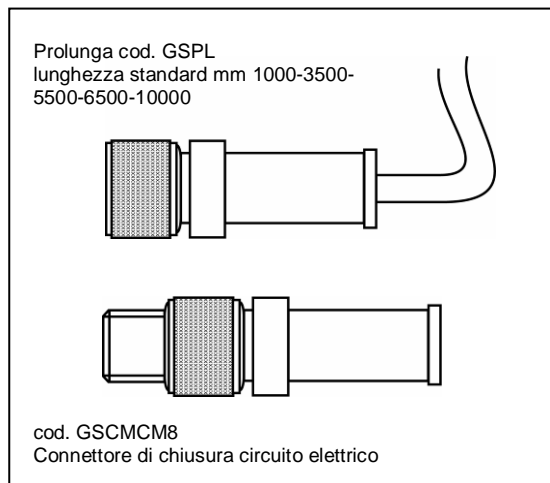 Prolunga cod. GSPL
lunghezza standard mm 1000-3500-
5500-6500-10000
cod. GSCMCM8
Connettore di chiusura circuito elettrico